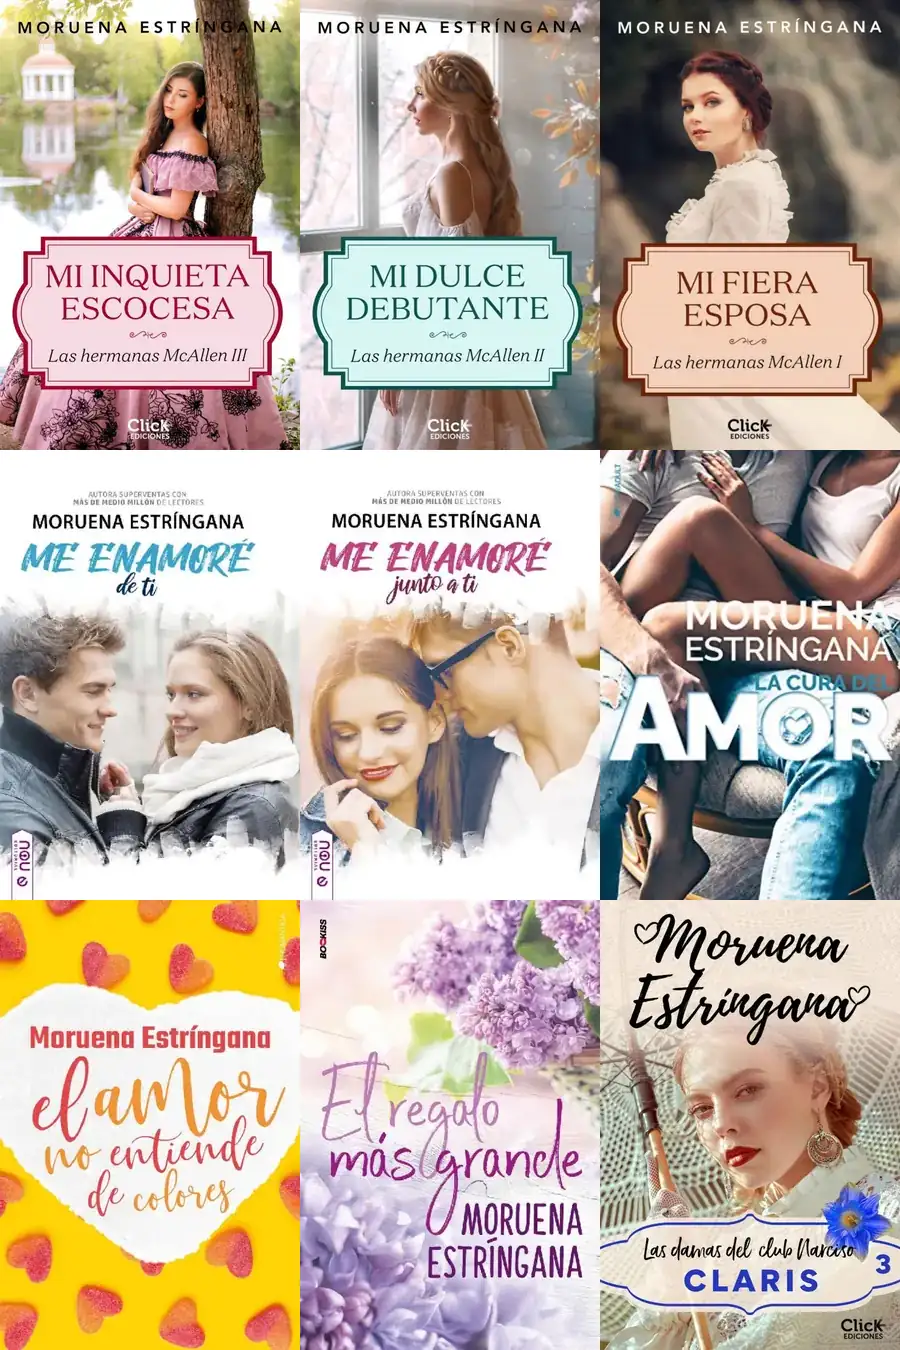 MORUENA ESTRÍNGANA
MI INQUIETA
ESCOCESA
Las hermanas McAllen III
Click
EDICIONES
MORUENA ESTRÍNGANA
MI DULCE
DEBUTANTE
Las hermanas McAllen II
Click
EDICIONES
MORUENA ESTRÍNGANA
MI FIERA
ESPOSA
Las hermanas McAllen I
Click
EDICIONES
AUTORA SUPERVENTAS CON
MÁS DE MEDIO MILLÓN DE LECTORES
MORUENA ESTRÍNGANA
ME ENAMORÉ
de ti
nou
AUTORA SUPERVENTAS CON
MÁS DE MEDIO MILLÓN DE LECTORES
MORUENA ESTRÍNGANA
ME ENAMORÉ
junto a ti
nou
MORUENA
ESTRÍNGANA
LA CURA DEL
AMOR
Moruena Estríngana
el amor
no entiende
de colores
BOOKISS
El regalo
más grande
MORUENA
ESTRÍNGANA
Moruena
Estríngana
Las damas del club Narciso
3
CLARIS
Click
EDICIONES